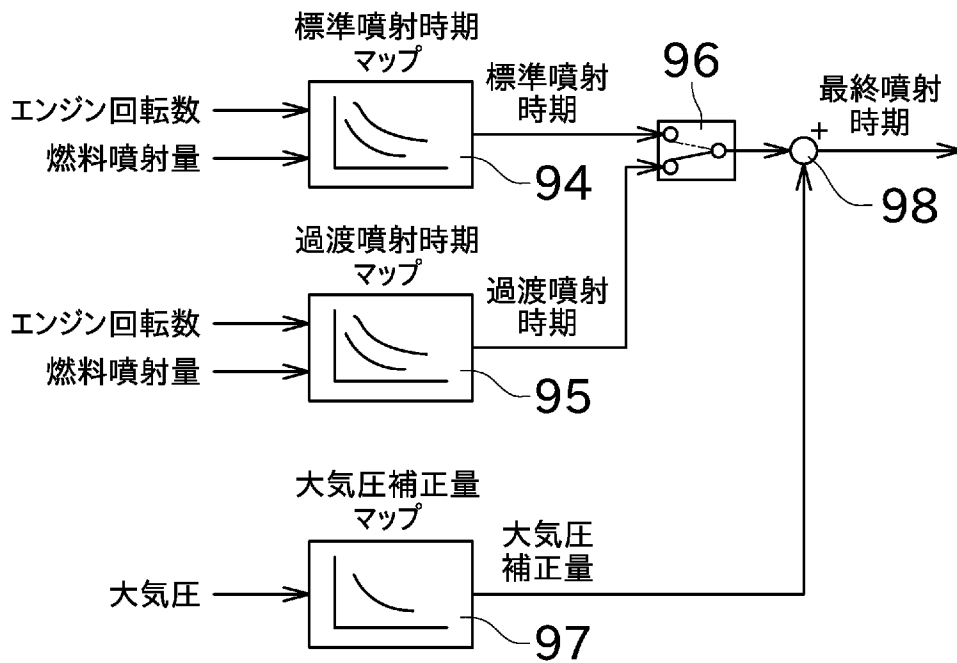 標準噴射時期
マップ
エンジン回転数
燃料噴射量
94
標準噴射
時期
96
+
最終噴射
時期
98
過渡噴射時期
マップ
エンジン回転数
燃料噴射量
95
過渡噴射
時期
大気圧補正量
マップ
大気圧
97
大気圧
補正量